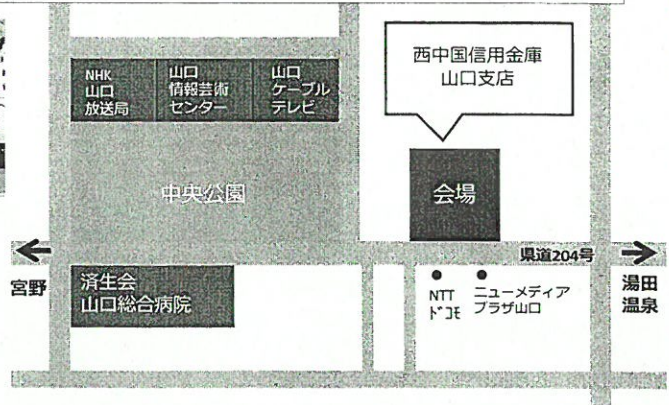 西中国信用金庫
山口支店
NHK
山口
放送局
山口
情報芸術
センター
山口
ケーブル
テレビ
中央公園
会場
県道204号
宮野
済生会
山口総合病院
NTT
ドコモ
ニューメディア
プラザ山口
湯田
温泉